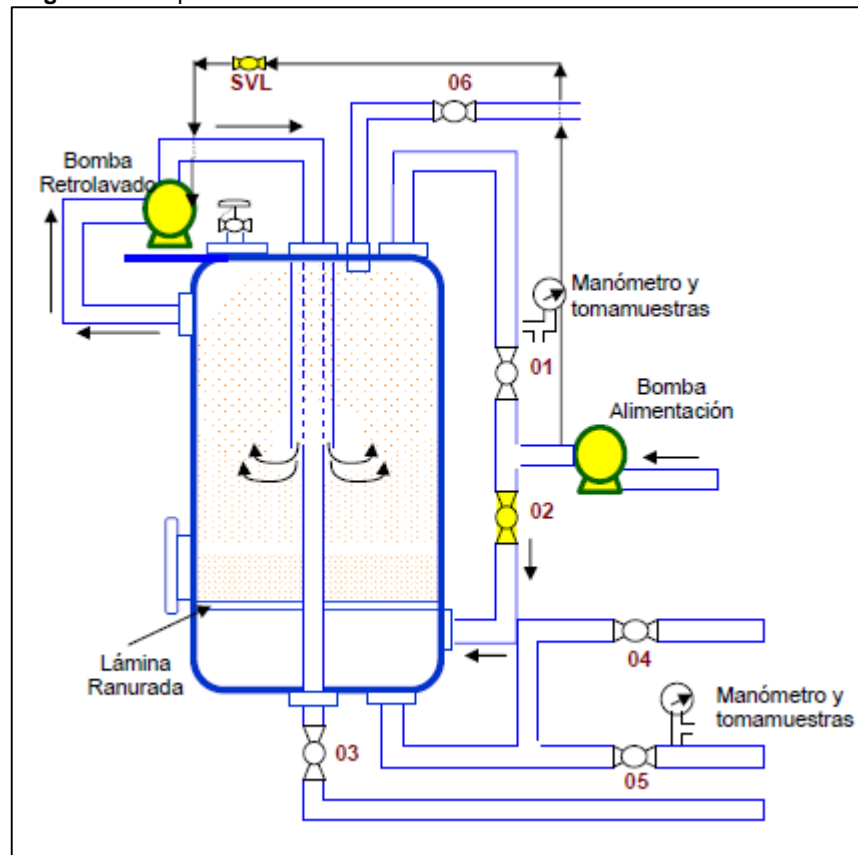 SVL
06
Bomba
Retrolavado
Manómetro y
tomamuestras
01
Bomba
Alimentación
02
Lámina
Ranurada
04
Manómetro y
tomamuestras
03
05